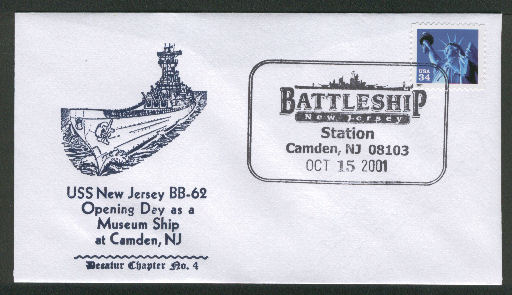 USA
34
BATTLESHIP
New Jersey
Station
Camden, NJ 08103
OCT 15 2001
USS New Jersey BB-62
Opening Dey as a
Museum Ship
at Camden, NJ
Decatur Chapter No. 4